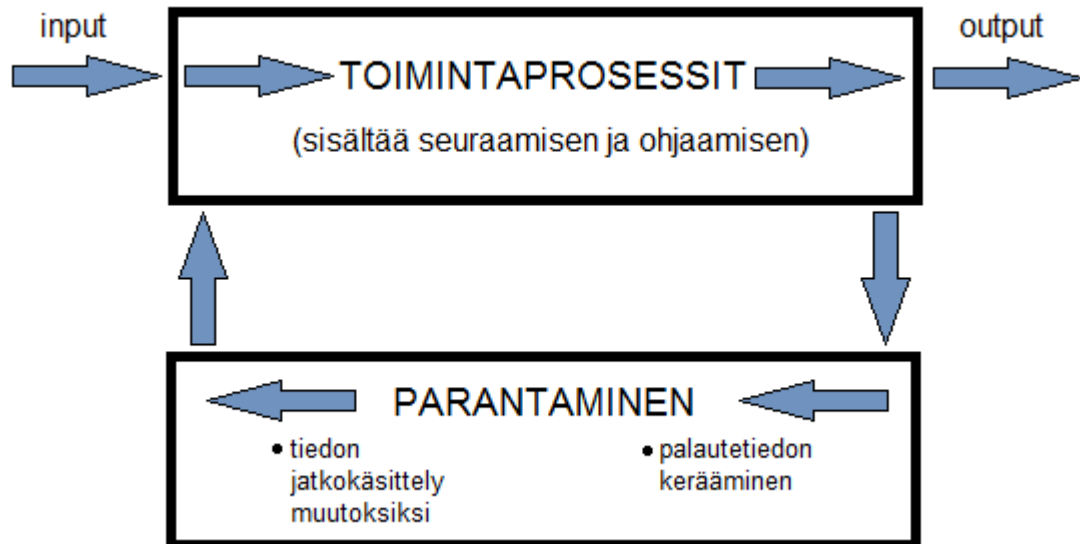 input
output
TOIMINTAPROSESSIT
(sisältää seuraamisen ja ohjaamisen)
PARANTAMINEN
• tiedon
jatkokäsittely
muutoksiksi
• palautetiedon
kerääminen